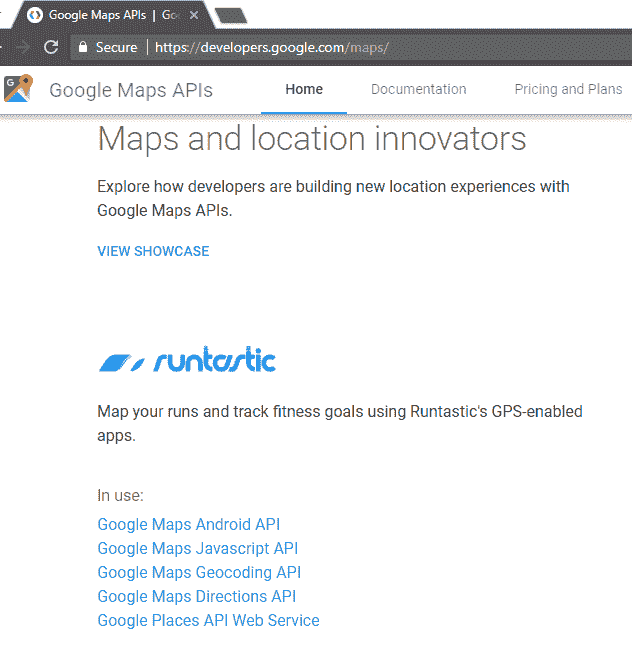 Google Maps APIs | Go
Secure https://developers.google.com/maps/
G
Google Maps APIs Home Documentation Pricing and Plans
Maps and location innovators
Explore how developers are building new location experiences with
Google Maps APIs.
VIEW SHOWCASE
runtastic
Map your runs and track fitness goals using Runtastic's GPS-enabled
apps.
In use:
Google Maps Android API
Google Maps Javascript API
Google Maps Geocoding API
Google Maps Directions API
Google Places API Web Service